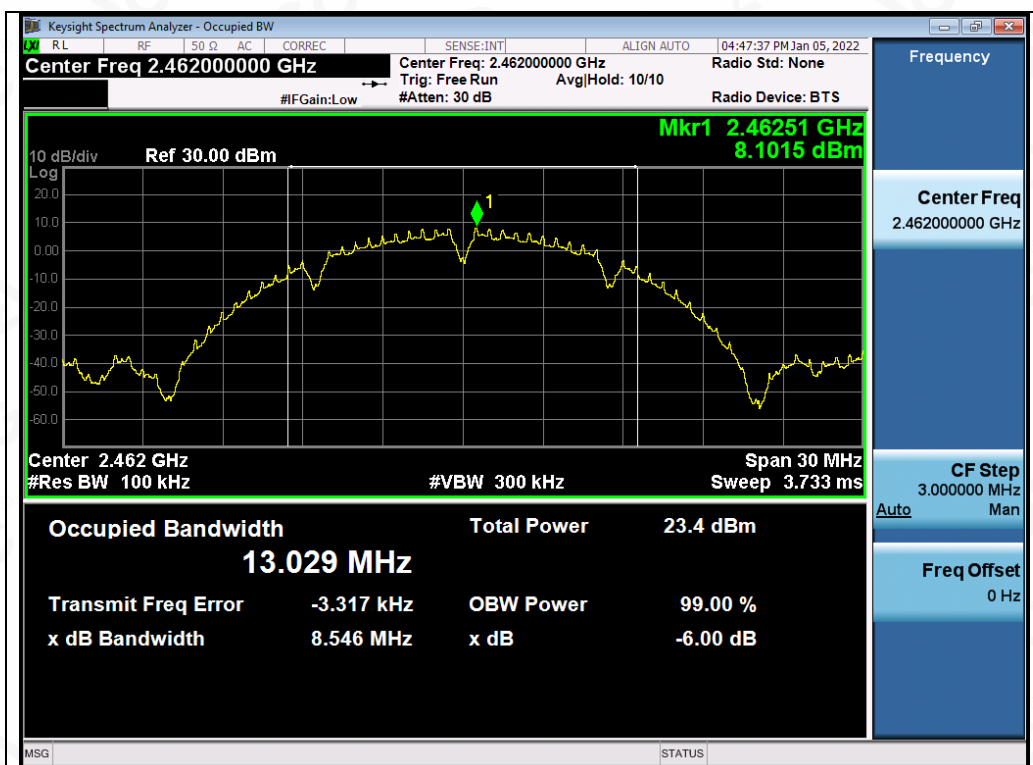 Keysight Spectrum Analyzer - Occupied BW
LXI RL RF 50 Ω AC CORREC SENSE:INT ALIGN AUTO 04:47:37 PM Jan 05, 2022
Center Freq 2.462000000 GHz Center Freq: 2.462000000 GHz Radio Std: None
Trig: Free Run Avg|Hold: 10/10
#IFGain:Low #Atten: 30 dB Radio Device: BTS
Frequency
Mkr1 2.46251 GHz
8.1015 dBm
10 dB/div Ref 30.00 dBm
Log
20.0
10.0
0.00
-10.0
-20.0
-30.0
-40.0
-50.0
-60.0
1
Center 2.462 GHz Span 30 MHz
#Res BW 100 kHz #VBW 300 kHz Sweep 3.733 ms
Occupied Bandwidth Total Power 23.4 dBm
13.029 MHz
Transmit Freq Error -3.317 kHz OBW Power 99.00 %
x dB Bandwidth 8.546 MHz x dB -6.00 dB
Center Freq
2.462000000 GHz
CF Step
3.000000 MHz
Auto Man
Freq Offset
0 Hz
MSG STATUS